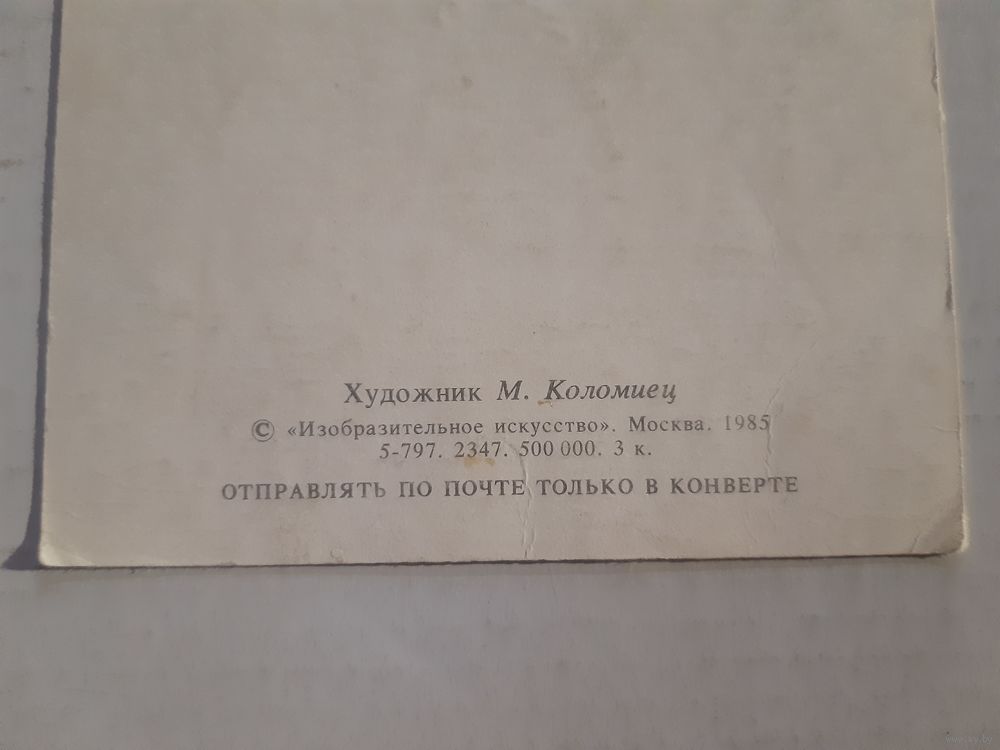 Художник М. Коломиец
© «Изобразительное искусство». Москва. 1985
5-797. 2347. 500 000. 3 к.
ОТПРАВЛЯТЬ ПО ПОЧТЕ ТОЛЬКО В КОНВЕРТЕ